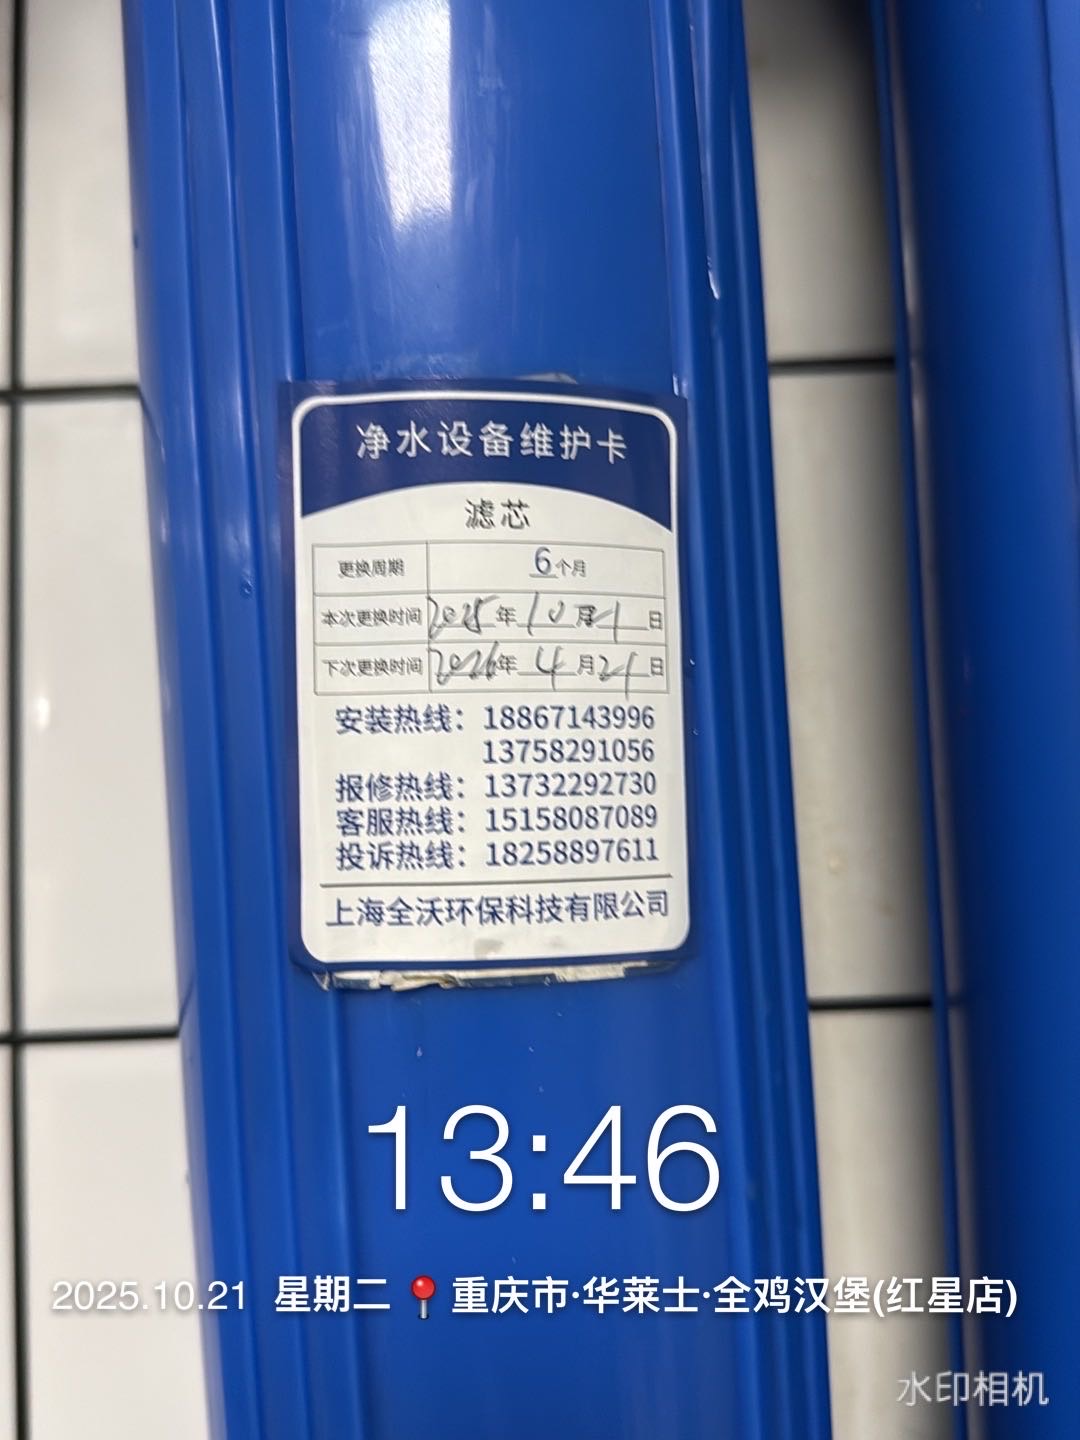 净水设备维护卡
滤芯
更换周期 6个月
本次更换时间 2025年10月21日
下次更换时间 2026年4月21日
安装热线：18867143996
13758291056
报修热线：13732292730
客服热线：15158087089
投诉热线：18258897611
上海全沃环保科技有限公司
13:46
2025.10.21 星期二 📍重庆市·华莱士·全鸡汉堡(红星店)
水印相机